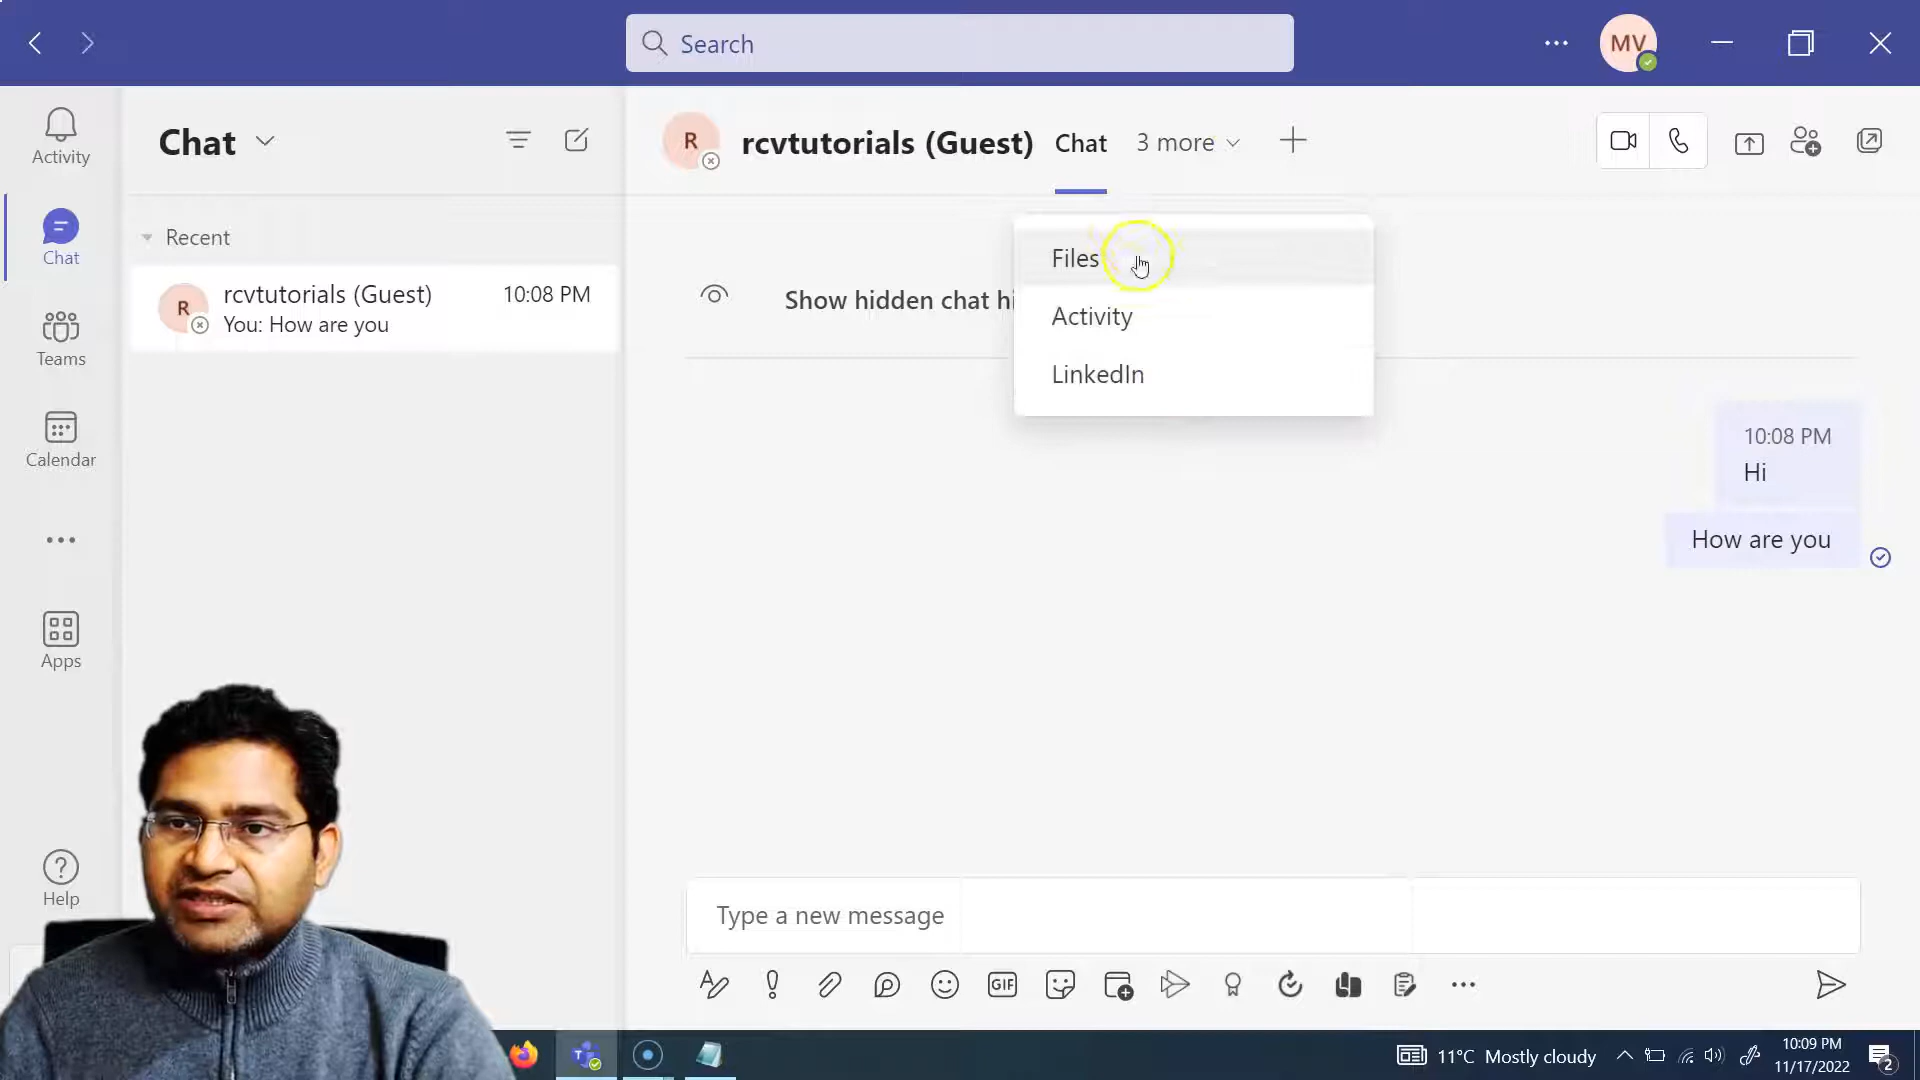 Search
MV
Activity
Chat
Teams
Calendar
Apps
Help
Chat
Recent
R
rcvtutorials (Guest)
10:08 PM
You: How are you
R
rcvtutorials (Guest)
Chat
3 more
Files
Activity
LinkedIn
Show hidden chat hi
10:08 PM
Hi
How are you
Type a new message
GIF
11°C Mostly cloudy
10:09 PM
11/17/2022
2